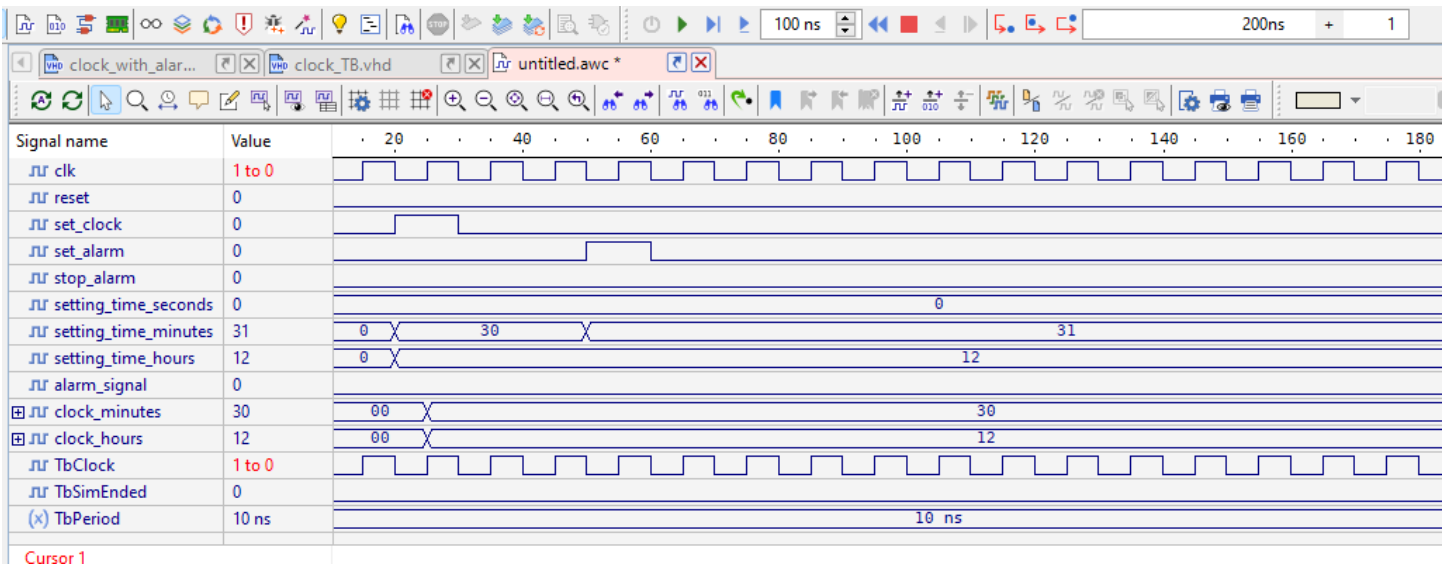 100 ns 200ns + 1
clock_with_alar... clock_TB.vhd untitled.awc *
Signal name Value 20 40 60 80 100 120 140 160 180
clk 1 to 0
reset 0
set_clock 0
set_alarm 0
stop_alarm 0
setting_time_seconds 0 0
setting_time_minutes 31 0 30 31
setting_time_hours 12 0 12
alarm_signal 0
clock_minutes 30 00 30
clock_hours 12 00 12
TbClock 1 to 0
TbSimEnded 0
(x) TbPeriod 10 ns 10 ns
Cursor 1